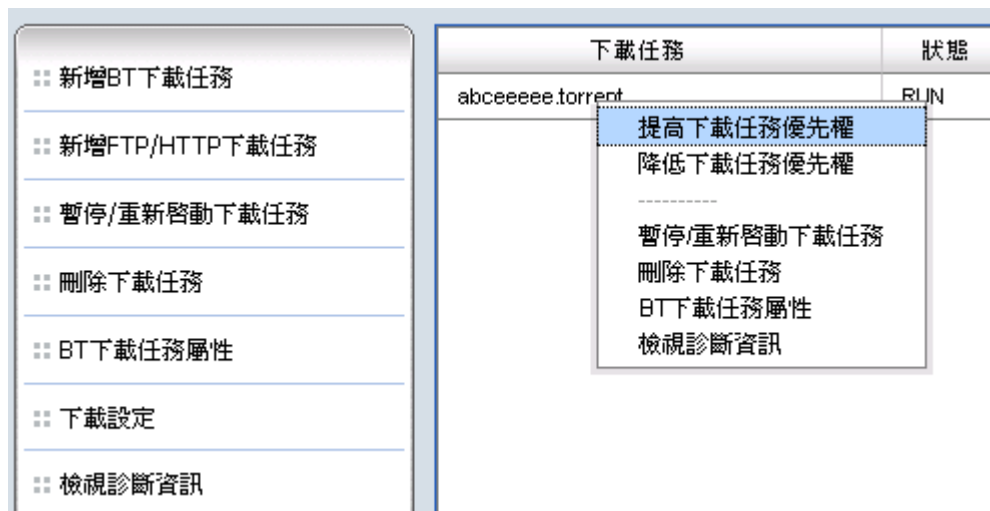 新增BT下載任務
新增FTP/HTTP下載任務
暫停/重新啓動下載任務
刪除下載任務
BT下載任務屬性
下載設定
檢視診斷資訊
下載任務 狀態
abceeeee.torrent RUN
提高下載任務優先權
降低下載任務優先權
----------
暫停/重新啓動下載任務
刪除下載任務
BT下載任務屬性
檢視診斷資訊